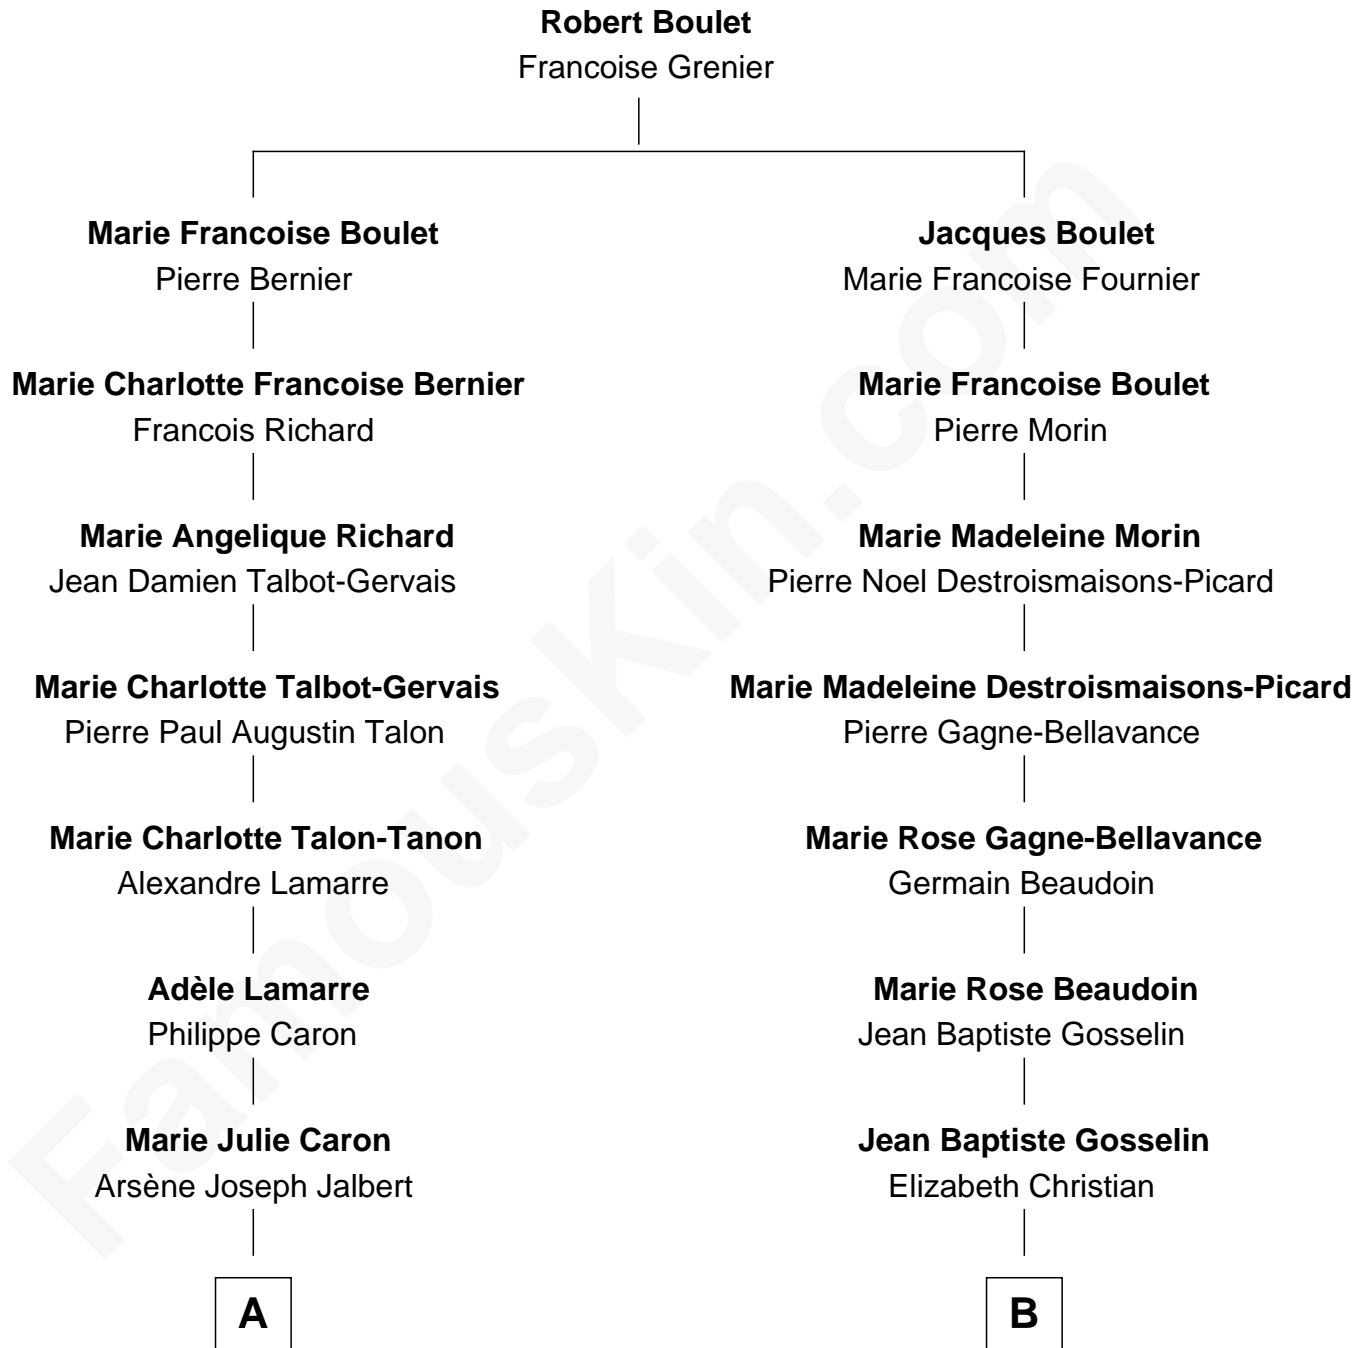 Robert Boulet
Francoise Grenier
Marie Francoise Boulet
Pierre Bernier
Jacques Boulet
Marie Francoise Fournier
Marie Charlotte Francoise Bernier
Francois Richard
Marie Francoise Boulet
Pierre Morin
Marie Angelique Richard
Jean Damien Talbot-Gervais
Marie Madeleine Morin
Pierre Noel Destroismaisons-Picard
Marie Charlotte Talbot-Gervais
Pierre Paul Augustin Talon
Marie Madeleine Destroismaisons-Picard
Pierre Gagne-Bellavance
Marie Charlotte Talon-Tanon
Alexandre Lamarre
Marie Rose Gagne-Bellavance
Germain Beaudoin
Adèle Lamarre
Philippe Caron
Marie Rose Beaudoin
Jean Baptiste Gosselin
Marie Julie Caron
Arsène Joseph Jalbert
Jean Baptiste Gosselin
Elizabeth Christian
A
B
FamousKin.com